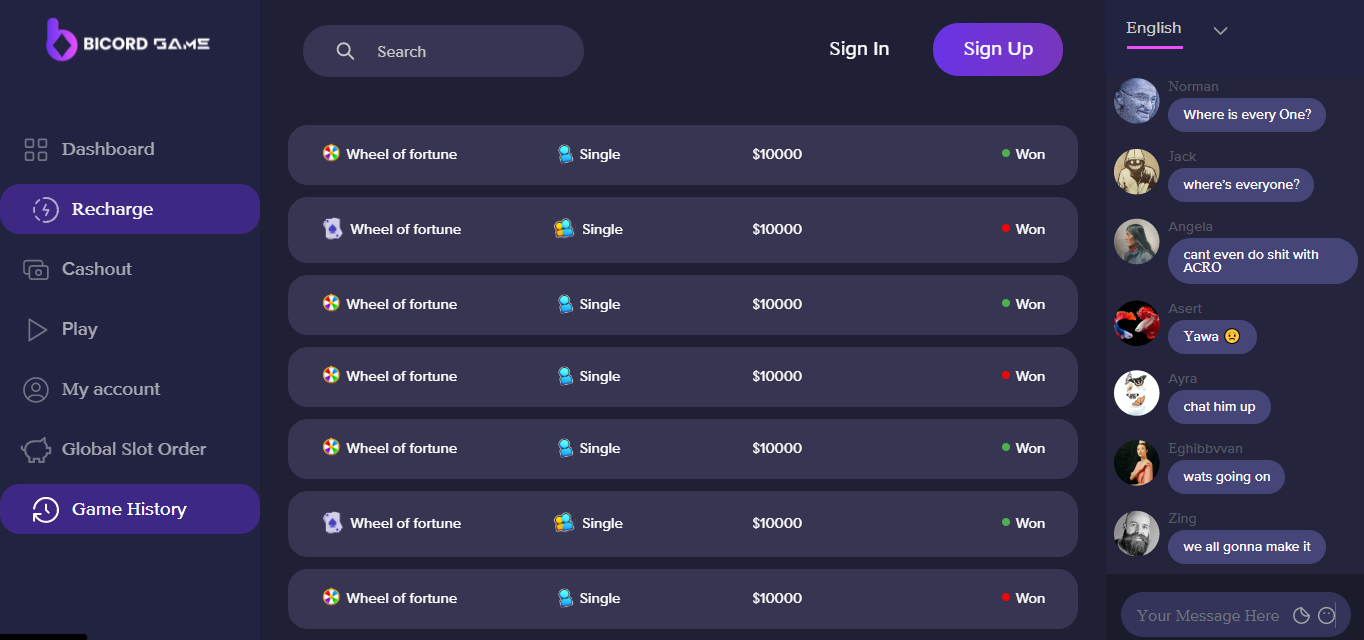 BICORD GAME
Dashboard
Recharge
Cashout
Play
My account
Global Slot Order
Game History
Search
Sign In
Sign Up
Wheel of fortune Single $10000 Won
Wheel of fortune Single $10000 Won
Wheel of fortune Single $10000 Won
Wheel of fortune Single $10000 Won
Wheel of fortune Single $10000 Won
Wheel of fortune Single $10000 Won
Wheel of fortune Single $10000 Won
English
Norman
Where is every One?
Jack
where's everyone?
Angela
cant even do shit with
ACRO
Asert
Yawa 😟
Ayra
chat him up
Eghibbvvan
wats going on
Zing
we all gonna make it
Your Message Here